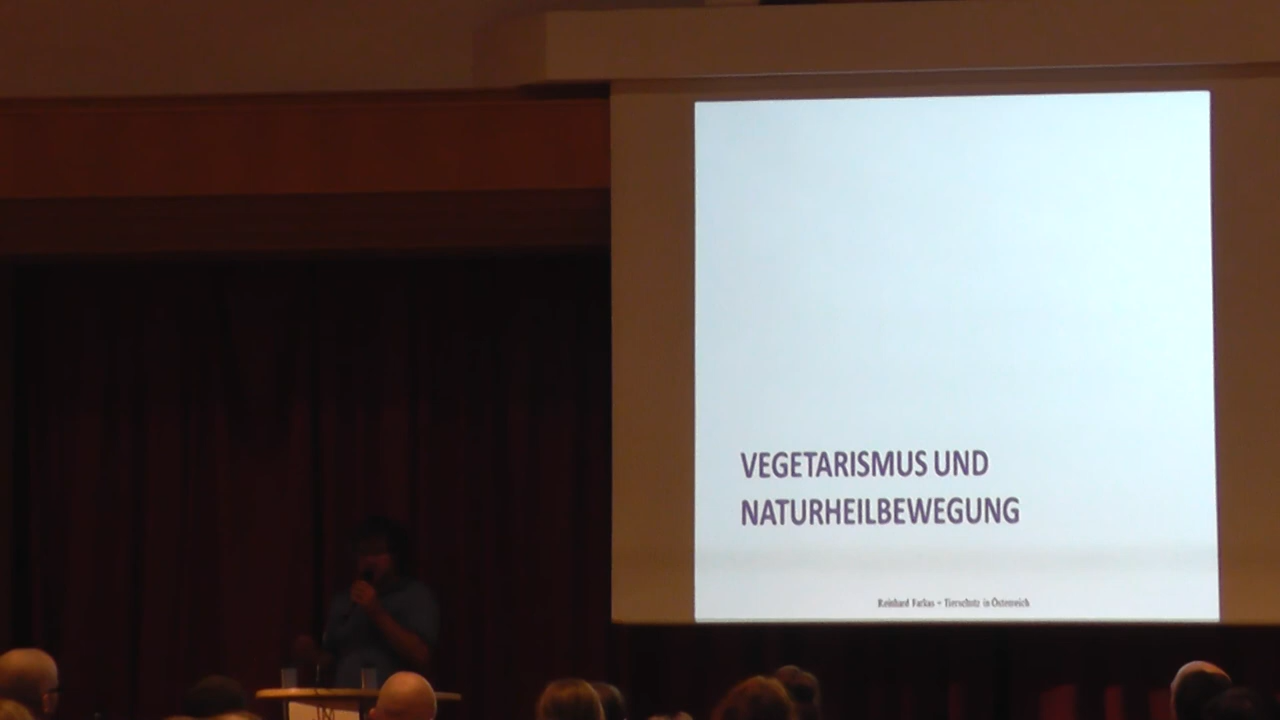 VEGETARISMUS UND
NATURHEILBEWEGUNG
Reinhard Farkas – Tierschutz in Österreich